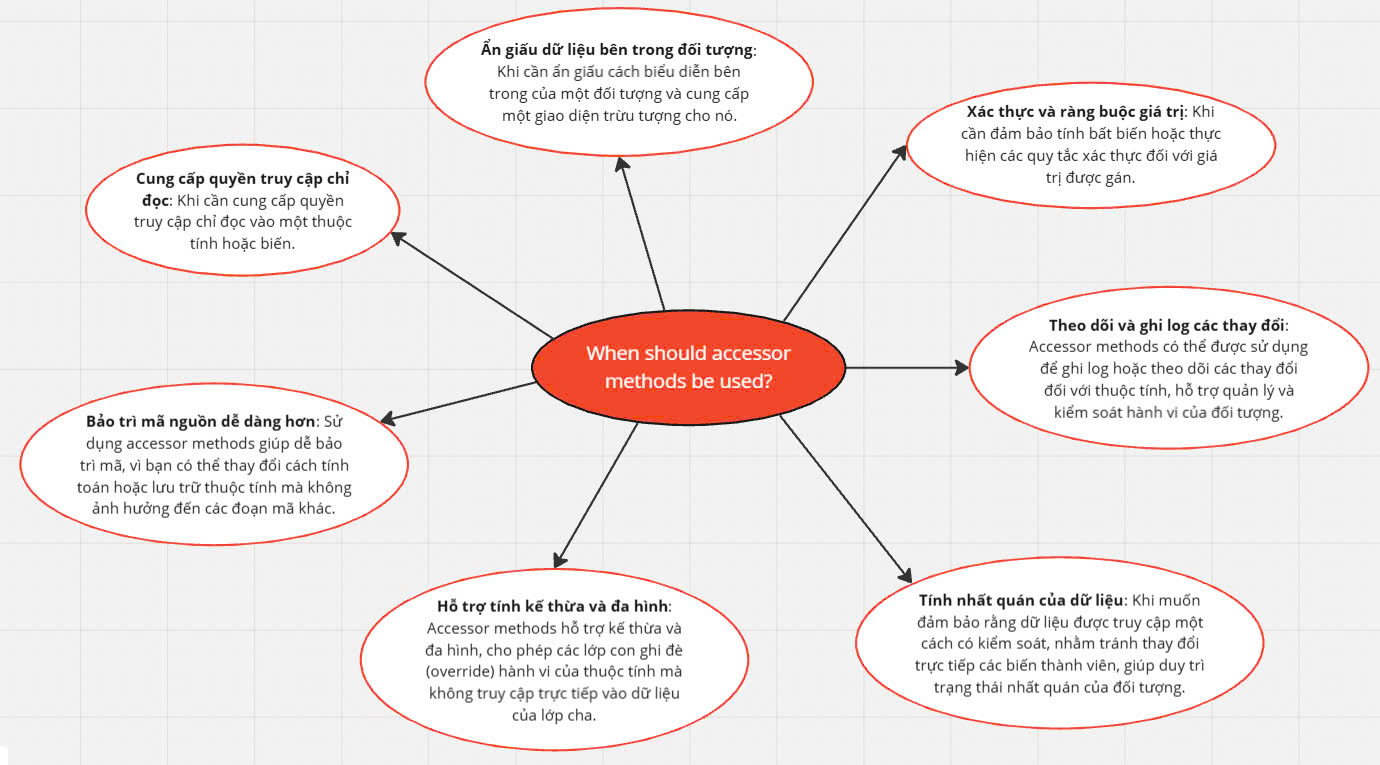 Ẩn giấu dữ liệu bên trong đối tượng:
Khi cần ẩn giấu cách biểu diễn bên
trong của một đối tượng và cung cấp
một giao diện trừu tượng cho nó.
Xác thực và ràng buộc giá trị: Khi
cần đảm bảo tính bất biến hoặc thực
hiện các quy tắc xác thực đối với giá
trị được gán.
Cung cấp quyền truy cập chỉ
đọc: Khi cần cung cấp quyền
truy cập chỉ đọc vào một thuộc
tính hoặc biến.
When should accessor
methods be used?
Theo dõi và ghi log các thay đổi:
Accessor methods có thể được sử dụng
để ghi log hoặc theo dõi các thay đổi
đối với thuộc tính, hỗ trợ quản lý và
kiểm soát hành vi của đối tượng.
Bảo trì mã nguồn dễ dàng hơn: Sử
dụng accessor methods giúp dễ bảo
trì mã, vì bạn có thể thay đổi cách tính
toán hoặc lưu trữ thuộc tính mà không
ảnh hưởng đến các đoạn mã khác.
Hỗ trợ tính kế thừa và đa hình:
Accessor methods hỗ trợ kế thừa và
đa hình, cho phép các lớp con ghi đè
(override) hành vi của thuộc tính mà
không truy cập trực tiếp vào dữ liệu
của lớp cha.
Tính nhất quán của dữ liệu: Khi muốn
đảm bảo rằng dữ liệu được truy cập một
cách có kiểm soát, nhằm tránh thay đổi
trực tiếp các biến thành viên, giúp duy trì
trạng thái nhất quán của đối tượng.